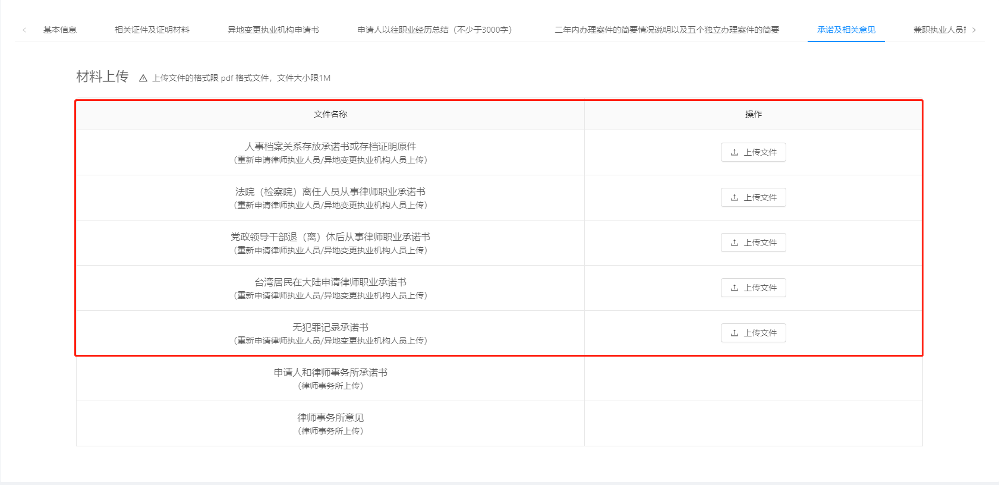 基本信息
相关证件及证明材料
异地变更执业机构申请书
申请人以往职业经历总结（不少于3000字）
二年内办理案件的简要情况说明以及五个独立办理案件的简要
承诺及相关意见
兼职执业人员
材料上传
上传文件的格式限 pdf 格式文件，文件大小限1M
文件名称
操作
人事档案关系存放承诺书或存档证明原件
（重新申请律师执业人员/异地变更执业机构人员上传）
上传文件
法院（检察院）离任人员从事律师职业承诺书
（重新申请律师执业人员/异地变更执业机构人员上传）
上传文件
党政领导干部退（离）休后从事律师职业承诺书
（重新申请律师执业人员/异地变更执业机构人员上传）
上传文件
台湾居民在大陆申请律师职业承诺书
（重新申请律师执业人员/异地变更执业机构人员上传）
上传文件
无犯罪记录承诺书
（重新申请律师执业人员/异地变更执业机构人员上传）
上传文件
申请人和律师事务所承诺书
（律师事务所上传）
律师事务所意见
（律师事务所上传）